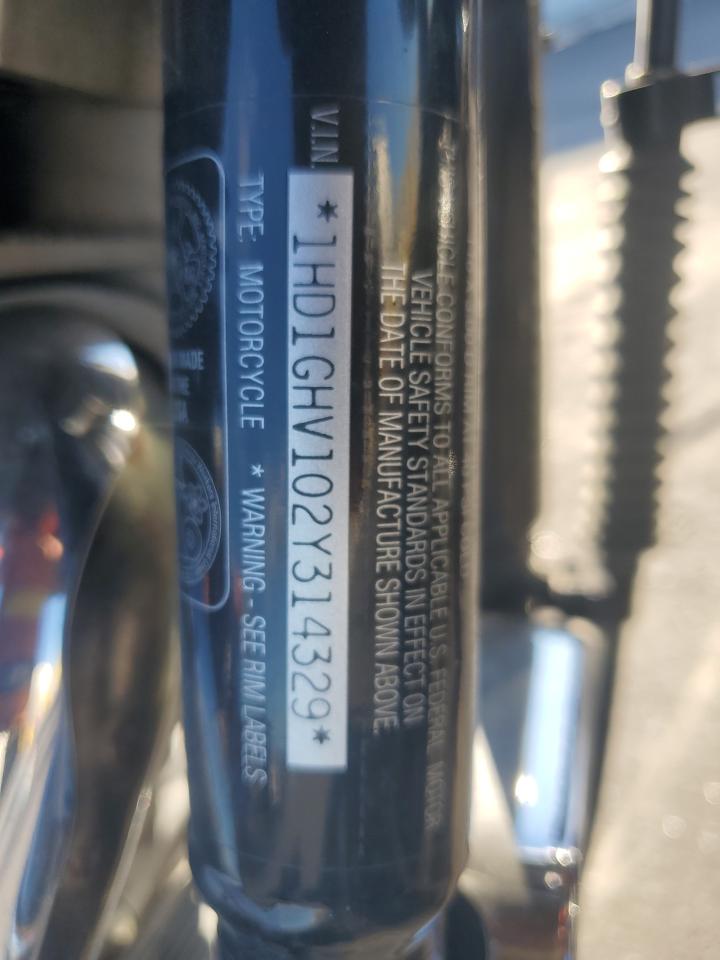 VEHICLE CONFORMS TO ALL APPLICABLE U.S. FEDERAL MOTOR
VEHICLE SAFETY STANDARDS IN EFFECT ON
THE DATE OF MANUFACTURE SHOWN ABOVE.
V.I.N. *1HD1GHV102Y314329*
TYPE: MOTORCYCLE * WARNING - SEE RIM LABELS
MADE